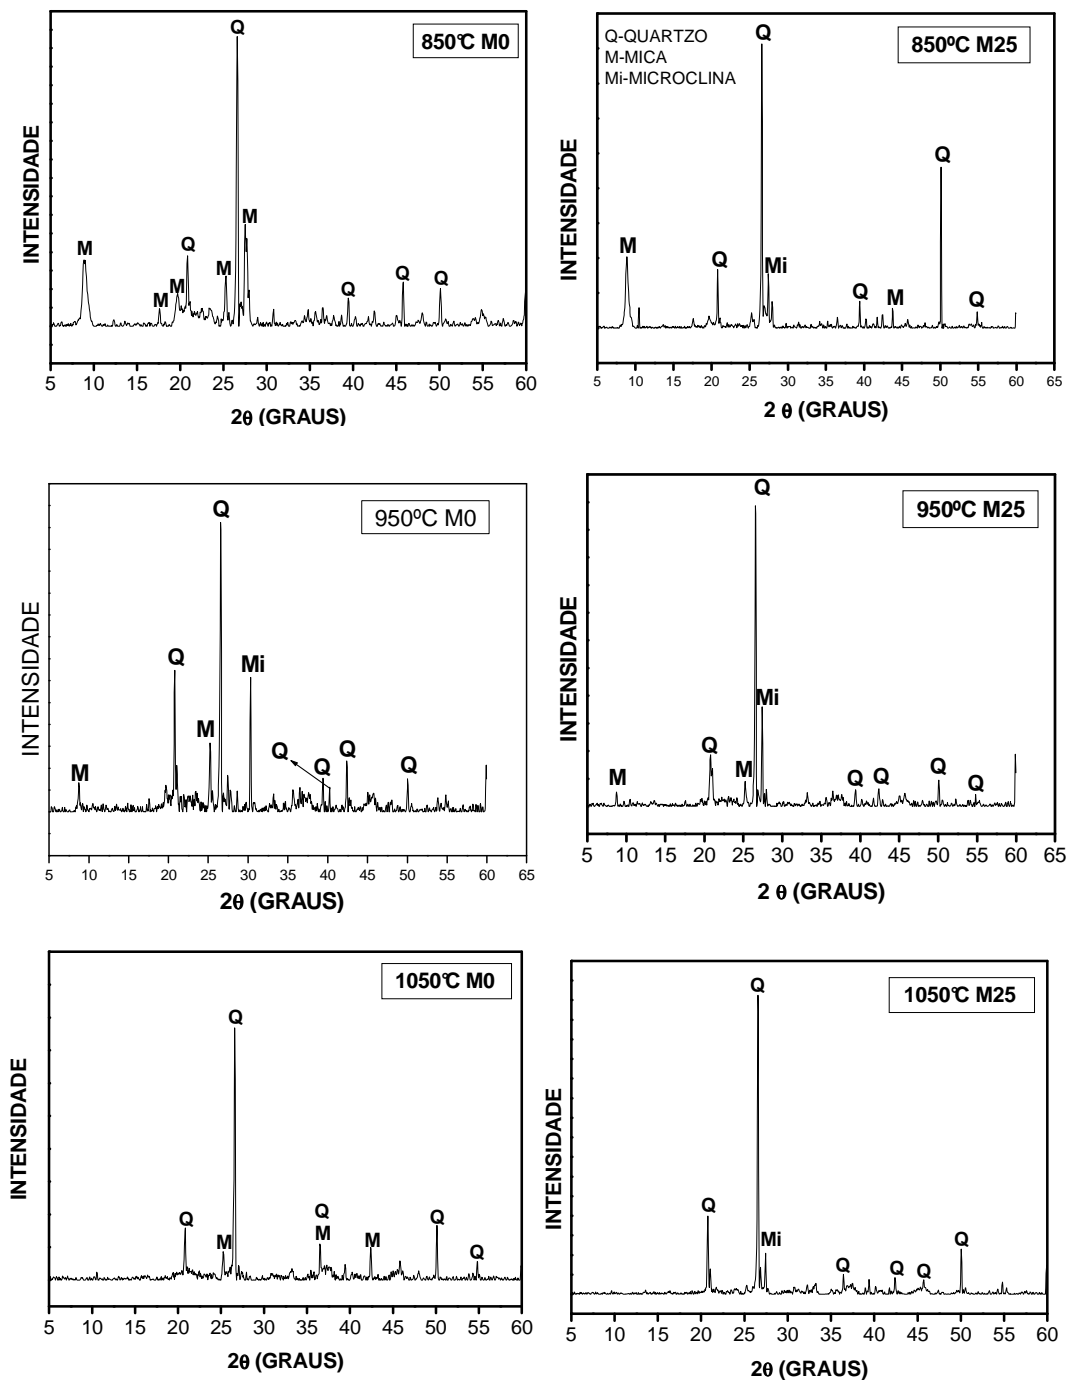 850°C M0
Q
M
M
M
Q
M
M
Q
Q
Q
INTENSIDADE
5 10 15 20 25 30 35 40 45 50 55 60
2θ (GRAUS)
Q-QUARTZO
M-MICA
Mi-MICROCLINA
850ºC M25
Q
M
Q
Mi
Q
M
Q
Q
INTENSIDADE
5 10 15 20 25 30 35 40 45 50 55 60 65
2 θ (GRAUS)
950ºC M0
Q
M
Q
M
Mi
Q
Q
Q
Q
INTENSIDADE
5 10 15 20 25 30 35 40 45 50 55 60 65
2θ (GRAUS)
950ºC M25
Q
M
Q
M
Mi
Q
Q
Q
Q
INTENSIDADE
5 10 15 20 25 30 35 40 45 50 55 60 65
2 θ (GRAUS)
1050°C M0
Q
Q
M
Q
M
M
Q
Q
INTENSIDADE
5 10 15 20 25 30 35 40 45 50 55 60
2θ (GRAUS)
1050°C M25
Q
Q
Mi
Q
Q
Q
Q
INTENSIDADE
5 10 15 20 25 30 35 40 45 50 55 60
2θ (GRAUS)